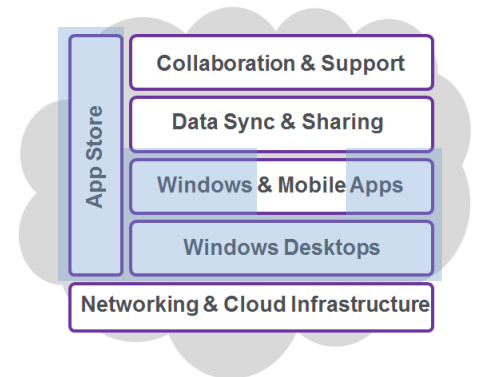 App Store
Collaboration & Support
Data Sync & Sharing
Windows & Mobile Apps
Windows Desktops
Networking & Cloud Infrastructure